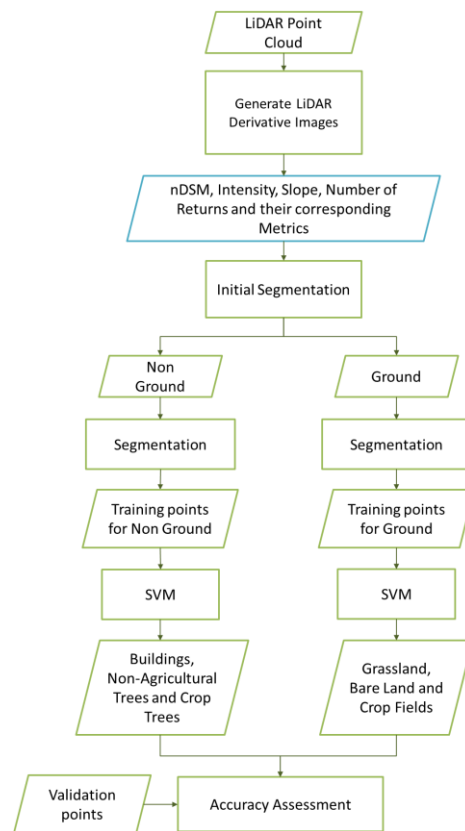 LiDAR Point
Cloud
Generate LiDAR
Derivative Images
nDSM, Intensity, Slope, Number of
Returns and their corresponding
Metrics
Initial Segmentation
Non
Ground
Ground
Segmentation
Segmentation
Training points
for Non Ground
Training points
for Ground
SVM
SVM
Buildings,
Non-Agricultural
Trees and Crop
Trees
Grassland,
Bare Land and
Crop Fields
Validation
points
Accuracy Assessment